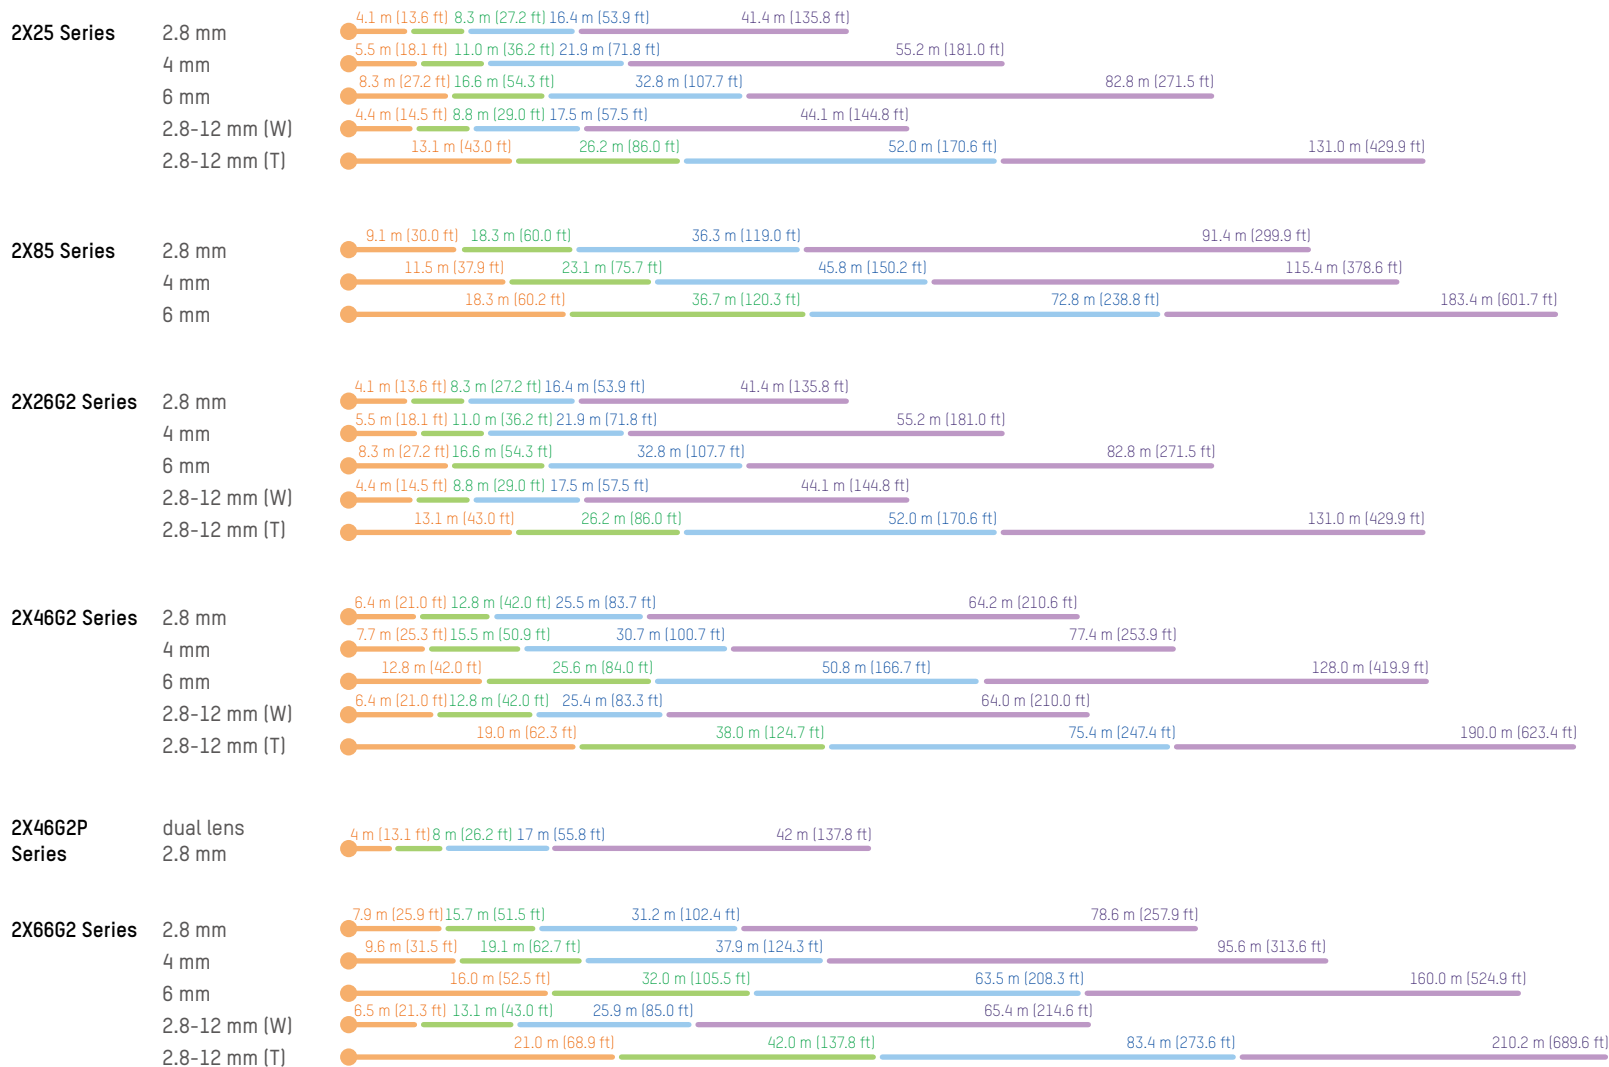 4.1 m (13.6 ft) 8.3 m (27.2 ft) 16.4 m (53.9 ft) 41.4 m (135.8 ft)
2X25 Series 2.8 mm
5.5 m (18.1 ft) 11.0 m (36.2 ft) 21.9 m (71.8 ft) 55.2 m (181.0 ft)
4 mm
8.3 m (27.2 ft) 16.6 m (54.3 ft) 32.8 m (107.7 ft) 82.8 m (271.5 ft)
6 mm
4.4 m (14.5 ft) 8.8 m (29.0 ft) 17.5 m (57.5 ft) 44.1 m (144.8 ft)
2.8-12 mm (W)
13.1 m (43.0 ft) 26.2 m (86.0 ft) 52.0 m (170.6 ft) 131.0 m (429.9 ft)
2.8-12 mm (T)
9.1 m (30.0 ft) 18.3 m (60.0 ft) 36.3 m (119.0 ft) 91.4 m (299.9 ft)
2X85 Series 2.8 mm
11.5 m (37.9 ft) 23.1 m (75.7 ft) 45.8 m (150.2 ft) 115.4 m (378.6 ft)
4 mm
18.3 m (60.2 ft) 36.7 m (120.3 ft) 72.8 m (238.8 ft) 183.4 m (601.7 ft)
6 mm
4.1 m (13.6 ft) 8.3 m (27.2 ft) 16.4 m (53.9 ft) 41.4 m (135.8 ft)
2X26G2 Series 2.8 mm
5.5 m (18.1 ft) 11.0 m (36.2 ft) 21.9 m (71.8 ft) 55.2 m (181.0 ft)
4 mm
8.3 m (27.2 ft) 16.6 m (54.3 ft) 32.8 m (107.7 ft) 82.8 m (271.5 ft)
6 mm
4.4 m (14.5 ft) 8.8 m (29.0 ft) 17.5 m (57.5 ft) 44.1 m (144.8 ft)
2.8-12 mm (W)
13.1 m (43.0 ft) 26.2 m (86.0 ft) 52.0 m (170.6 ft) 131.0 m (429.9 ft)
2.8-12 mm (T)
6.4 m (21.0 ft) 12.8 m (42.0 ft) 25.5 m (83.7 ft) 64.2 m (210.6 ft)
2X46G2 Series 2.8 mm
7.7 m (25.3 ft) 15.5 m (50.9 ft) 30.7 m (100.7 ft) 77.4 m (253.9 ft)
4 mm
12.8 m (42.0 ft) 25.6 m (84.0 ft) 50.8 m (166.7 ft) 128.0 m (419.9 ft)
6 mm
6.4 m (21.0 ft) 12.8 m (42.0 ft) 25.4 m (83.3 ft) 64.0 m (210.0 ft)
2.8-12 mm (W)
19.0 m (62.3 ft) 38.0 m (124.7 ft) 75.4 m (247.4 ft) 190.0 m (623.4 ft)
2.8-12 mm (T)
2X46G2P dual lens
4 m (13.1 ft) 8 m (26.2 ft) 17 m (55.8 ft) 42 m (137.8 ft)
Series 2.8 mm
7.9 m (25.9 ft) 15.7 m (51.5 ft) 31.2 m (102.4 ft) 78.6 m (257.9 ft)
2X66G2 Series 2.8 mm
9.6 m (31.5 ft) 19.1 m (62.7 ft) 37.9 m (124.3 ft) 95.6 m (313.6 ft)
4 mm
16.0 m (52.5 ft) 32.0 m (105.5 ft) 63.5 m (208.3 ft) 160.0 m (524.9 ft)
6 mm
6.5 m (21.3 ft) 13.1 m (43.0 ft) 25.9 m (85.0 ft) 65.4 m (214.6 ft)
2.8-12 mm (W)
21.0 m (68.9 ft) 42.0 m (137.8 ft) 83.4 m (273.6 ft) 210.2 m (689.6 ft)
2.8-12 mm (T)